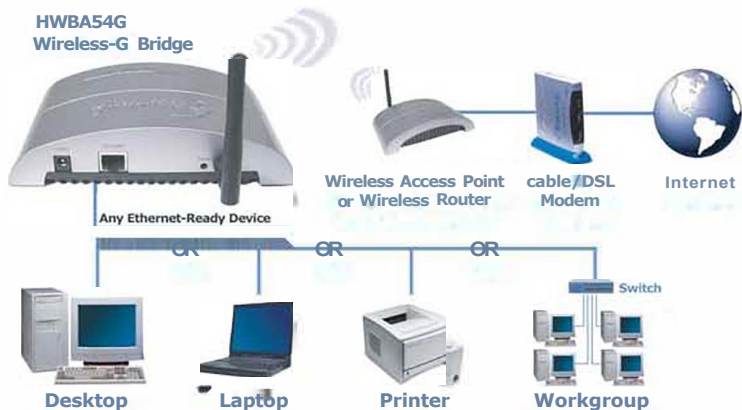 HWBA54G
Wireless-G Bridge
Wireless Access Point
or Wireless Router
cable/DSL
Modem
Internet
Any Ethernet-Ready Device
OR OR OR
Switch
Desktop Laptop Printer Workgroup